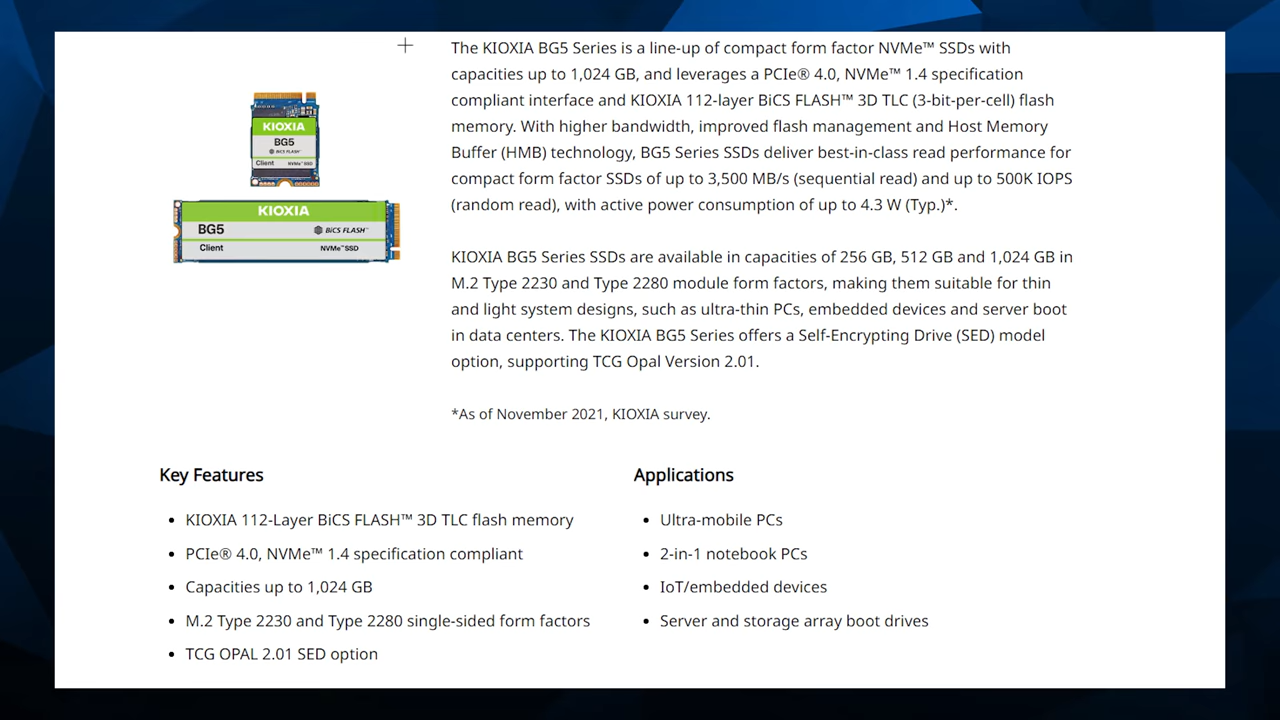 The KIOXIA BG5 Series is a line-up of compact form factor NVMe™ SSDs with
capacities up to 1,024 GB, and leverages a PCIe® 4.0, NVMe™ 1.4 specification
compliant interface and KIOXIA 112-layer BiCS FLASH™ 3D TLC (3-bit-per-cell) flash
memory. With higher bandwidth, improved flash management and Host Memory
Buffer (HMB) technology, BG5 Series SSDs deliver best-in-class read performance for
compact form factor SSDs of up to 3,500 MB/s (sequential read) and up to 500K IOPS
(random read), with active power consumption of up to 4.3 W (Typ.)*.
KIOXIA BG5 Series SSDs are available in capacities of 256 GB, 512 GB and 1,024 GB in
M.2 Type 2230 and Type 2280 module form factors, making them suitable for thin
and light system designs, such as ultra-thin PCs, embedded devices and server boot
in data centers. The KIOXIA BG5 Series offers a Self-Encrypting Drive (SED) model
option, supporting TCG Opal Version 2.01.
*As of November 2021, KIOXIA survey.
KIOXIA
BG5
BiCS FLASH™
Client NVMe™SSD
KIOXIA
BG5 BiCS FLASH™
Client NVMe™SSD
Key Features
• KIOXIA 112-Layer BiCS FLASH™ 3D TLC flash memory
• PCIe® 4.0, NVMe™ 1.4 specification compliant
• Capacities up to 1,024 GB
• M.2 Type 2230 and Type 2280 single-sided form factors
• TCG OPAL 2.01 SED option
Applications
• Ultra-mobile PCs
• 2-in-1 notebook PCs
• IoT/embedded devices
• Server and storage array boot drives